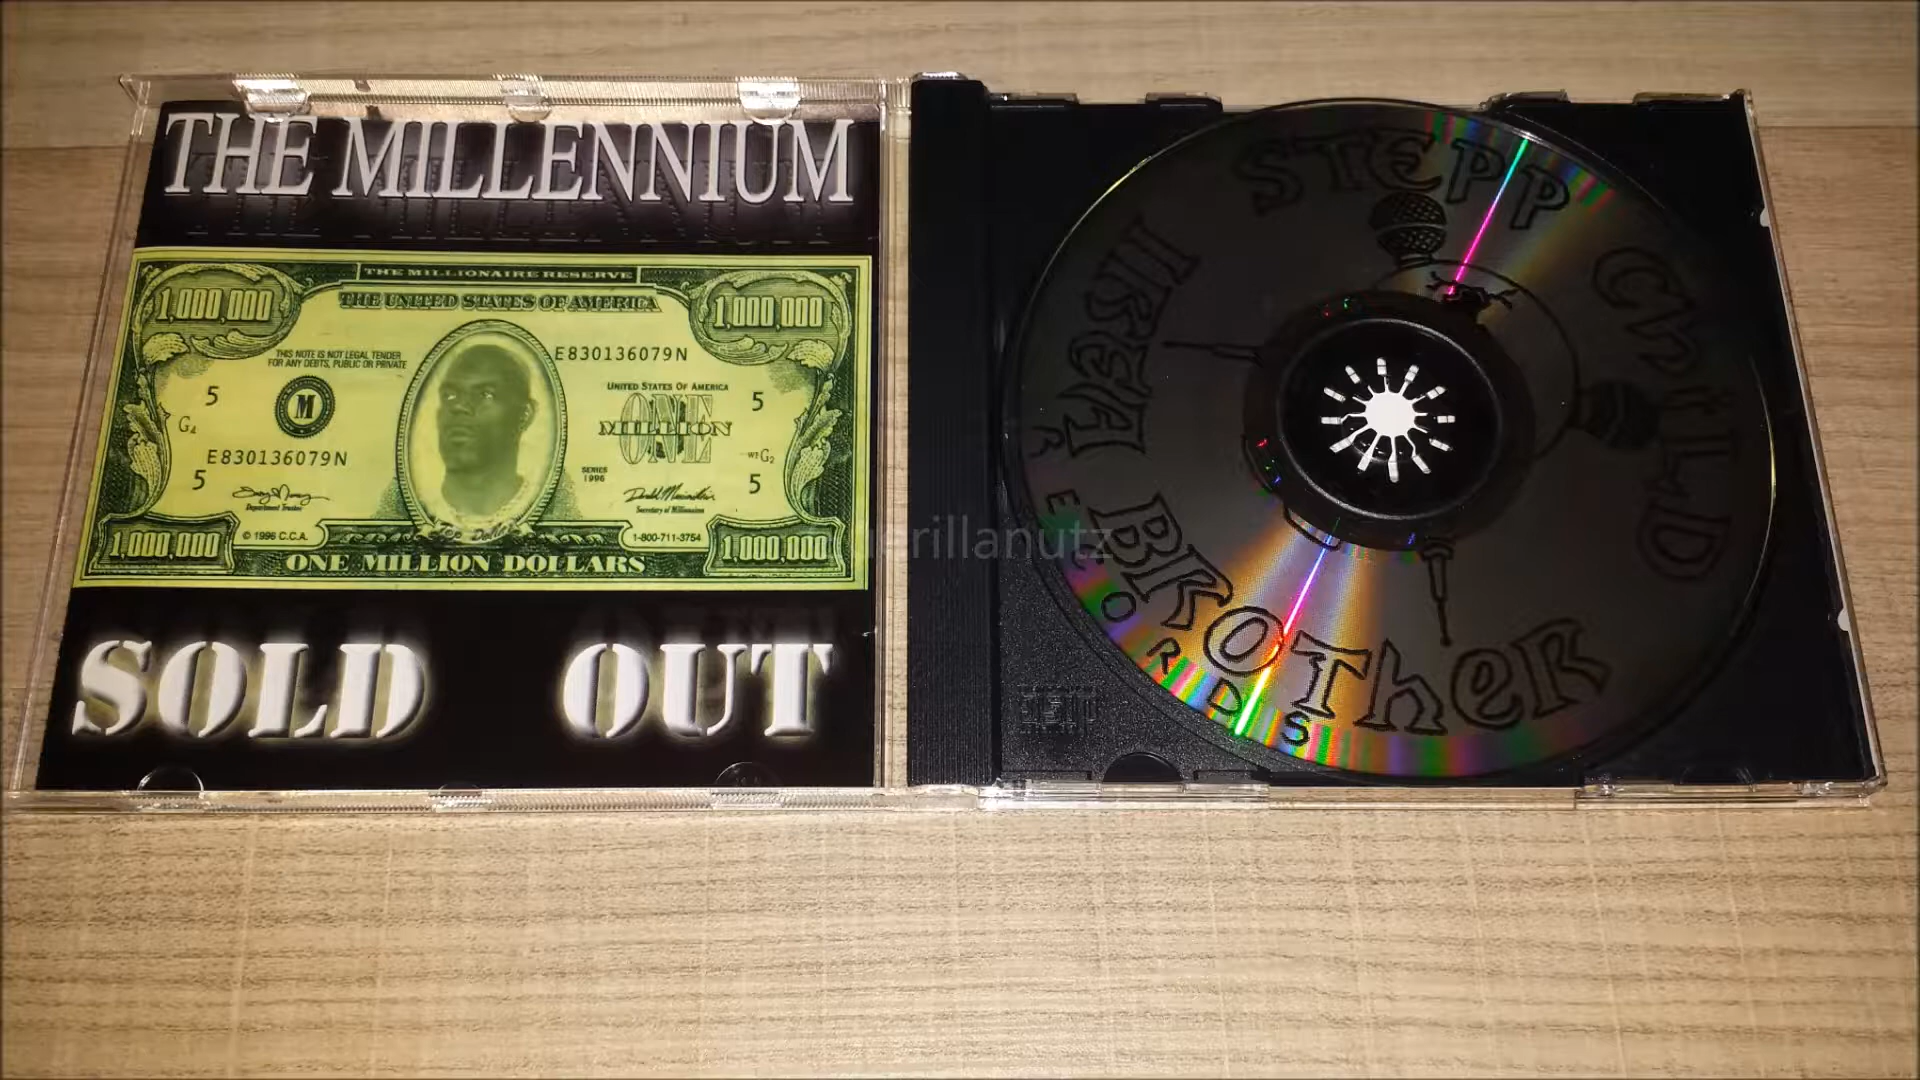 THE MILLENNIUM
THE MILLIONAIRE RESERVE
THE UNITED STATES OF AMERICA
1,000,000
1,000,000
THIS NOTE IS NOT LEGAL TENDER
FOR ANY DEBTS, PUBLIC OR PRIVATE
E830136079N
5
G4
M
UNITED STATES OF AMERICA
ONE
MILLION
5
G2
E830136079N
5
SERIES
1996
5
Department Trustee
Secretary of Millionaires
© 1996 C.C.A.
1-800-711-3754
1,000,000
1,000,000
ONE MILLION DOLLARS
SOLD OUT
STEPP CHILD
BROTHER
RECORDS